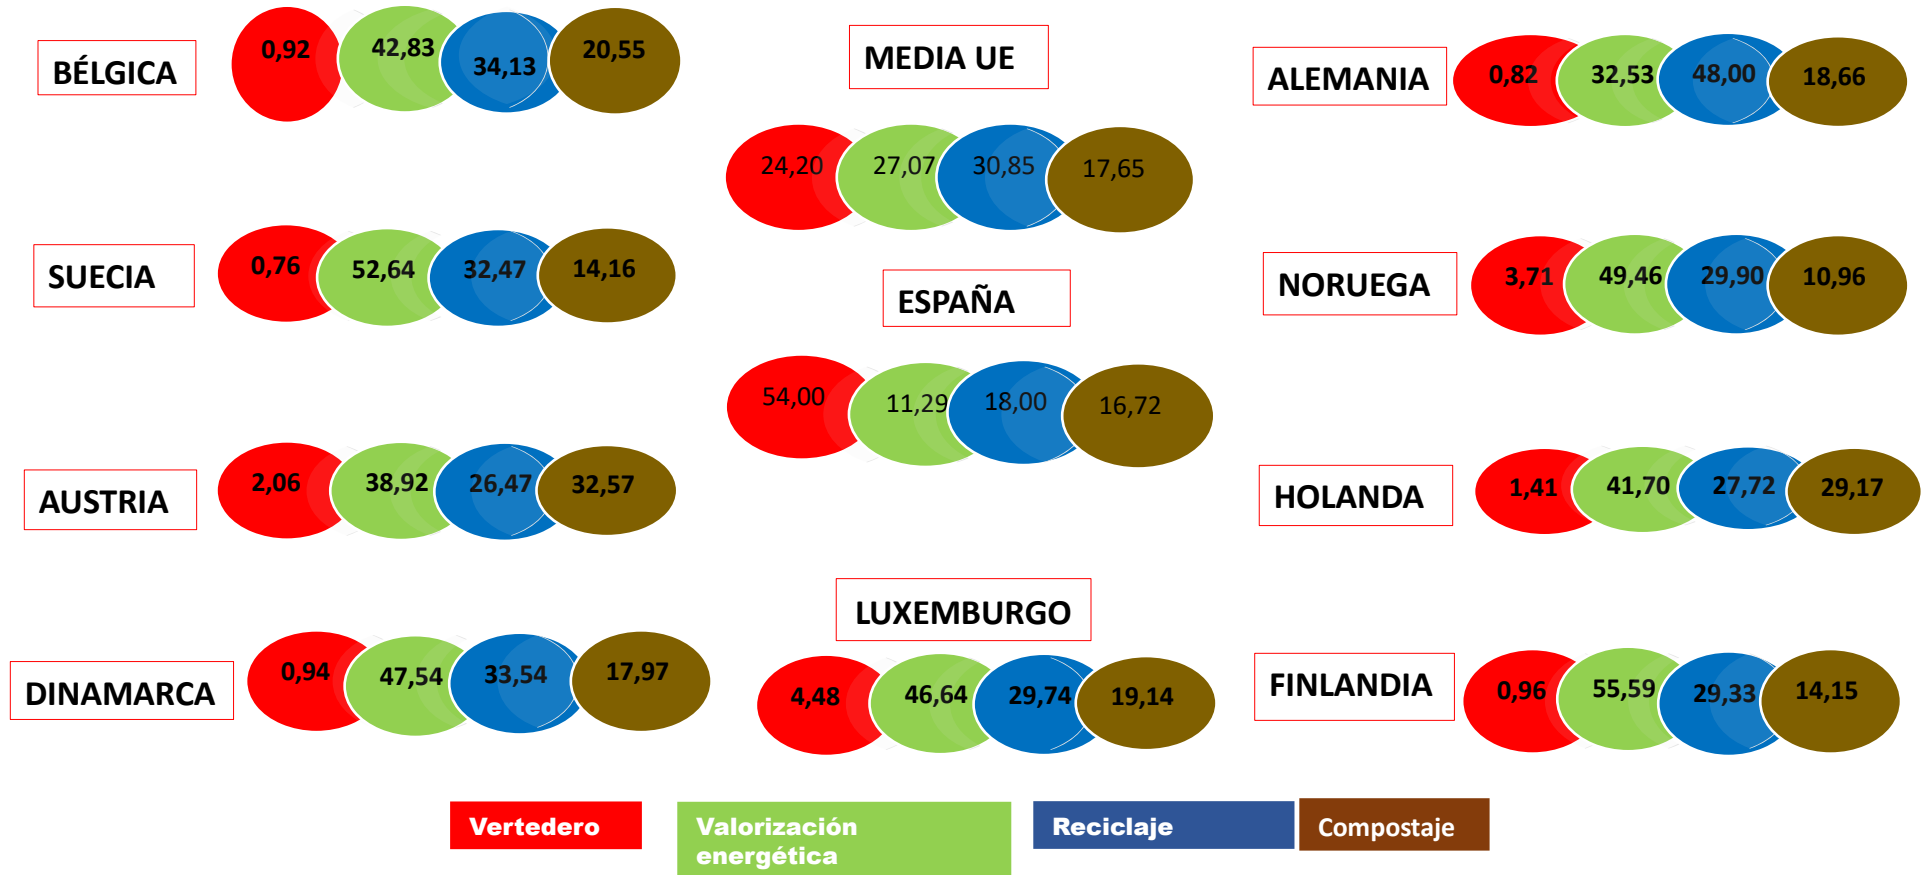 BÉLGICA
0,92
42,83
34,13
20,55
MEDIA UE
24,20
27,07
30,85
17,65
ALEMANIA
0,82
32,53
48,00
18,66
SUECIA
0,76
52,64
32,47
14,16
ESPAÑA
54,00
11,29
18,00
16,72
NORUEGA
3,71
49,46
29,90
10,96
AUSTRIA
2,06
38,92
26,47
32,57
HOLANDA
1,41
41,70
27,72
29,17
DINAMARCA
0,94
47,54
33,54
17,97
LUXEMBURGO
4,48
46,64
29,74
19,14
FINLANDIA
0,96
55,59
29,33
14,15
Vertedero
Valorización
energética
Reciclaje
Compostaje